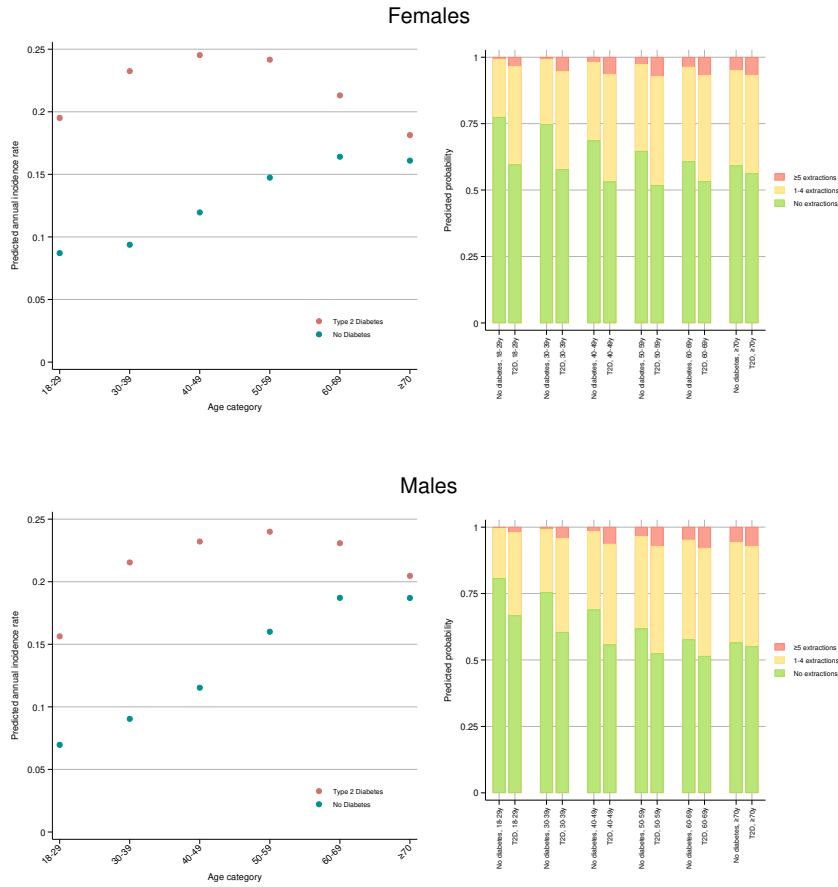 Females
0.25
0.2
0.15
0.1
0.05
0
Predicted annual incidence rate
Type 2 Diabetes
No Diabetes
18-29
30-39
40-49
50-59
60-69
≥70
Age category
1
0.75
0.5
0.25
0
Predicted probability
≥5 extractions
1-4 extractions
No extractions
No diabetes, 18-29y
T2D, 18-29y
No diabetes, 30-39y
T2D, 30-39y
No diabetes, 40-49y
T2D, 40-49y
No diabetes, 50-59y
T2D, 50-59y
No diabetes, 60-69y
T2D, 60-69y
No diabetes, ≥70y
T2D, ≥70y
Males
0.25
0.2
0.15
0.1
0.05
0
Predicted annual incidence rate
Type 2 Diabetes
No Diabetes
18-29
30-39
40-49
50-59
60-69
≥70
Age category
1
0.75
0.5
0.25
0
Predicted probability
≥5 extractions
1-4 extractions
No extractions
No diabetes, 18-29y
T2D, 18-29y
No diabetes, 30-39y
T2D, 30-39y
No diabetes, 40-49y
T2D, 40-49y
No diabetes, 50-59y
T2D, 50-59y
No diabetes, 60-69y
T2D, 60-69y
No diabetes, ≥70y
T2D, ≥70y